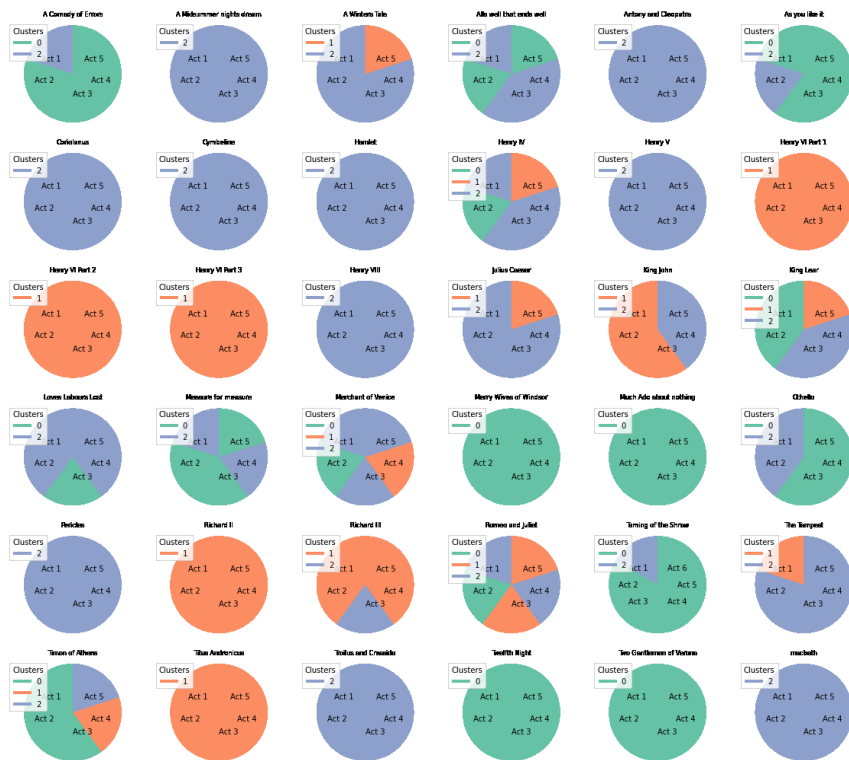 A Comedy of Errors
Clusters
0
2
Act 1
Act 2
Act 3
Act 4
Act 5
A Midsummer nights dream
Clusters
2
Act 1
Act 2
Act 3
Act 4
Act 5
A Winters Tale
Clusters
1
2
Act 1
Act 2
Act 3
Act 4
Act 5
Alls well that ends well
Clusters
0
2
Act 1
Act 2
Act 3
Act 4
Act 5
Antony and Cleopatra
Clusters
2
Act 1
Act 2
Act 3
Act 4
Act 5
As you like it
Clusters
0
2
Act 1
Act 2
Act 3
Act 4
Act 5
Coriolanus
Clusters
2
Act 1
Act 2
Act 3
Act 4
Act 5
Cymbeline
Clusters
2
Act 1
Act 2
Act 3
Act 4
Act 5
Hamlet
Clusters
2
Act 1
Act 2
Act 3
Act 4
Act 5
Henry IV
Clusters
0
1
2
Act 1
Act 2
Act 3
Act 4
Act 5
Henry V
Clusters
2
Act 1
Act 2
Act 3
Act 4
Act 5
Henry VI Part 1
Clusters
1
Act 1
Act 2
Act 3
Act 4
Act 5
Henry VI Part 2
Clusters
1
Act 1
Act 2
Act 3
Act 4
Act 5
Henry VI Part 3
Clusters
1
Act 1
Act 2
Act 3
Act 4
Act 5
Henry VIII
Clusters
2
Act 1
Act 2
Act 3
Act 4
Act 5
Julius Caesar
Clusters
1
2
Act 1
Act 2
Act 3
Act 4
Act 5
King John
Clusters
1
2
Act 1
Act 2
Act 3
Act 4
Act 5
King Lear
Clusters
0
1
2
Act 1
Act 2
Act 3
Act 4
Act 5
Loves Labours Lost
Clusters
0
2
Act 1
Act 2
Act 3
Act 4
Act 5
Measure for measure
Clusters
0
2
Act 1
Act 2
Act 3
Act 4
Act 5
Merchant of Venice
Clusters
0
1
2
Act 1
Act 2
Act 3
Act 4
Act 5
Merry Wives of Windsor
Clusters
0
Act 1
Act 2
Act 3
Act 4
Act 5
Much Ado about nothing
Clusters
0
Act 1
Act 2
Act 3
Act 4
Act 5
Othello
Clusters
0
2
Act 1
Act 2
Act 3
Act 4
Act 5
Pericles
Clusters
2
Act 1
Act 2
Act 3
Act 4
Act 5
Richard II
Clusters
1
Act 1
Act 2
Act 3
Act 4
Act 5
Richard III
Clusters
1
2
Act 1
Act 2
Act 3
Act 4
Act 5
Romeo and Juliet
Clusters
0
1
2
Act 1
Act 2
Act 3
Act 4
Act 5
Taming of the Shrew
Clusters
0
2
Act 1
Act 2
Act 3
Act 4
Act 5
Act 6
The Tempest
Clusters
1
2
Act 1
Act 2
Act 3
Act 4
Act 5
Timon of Athens
Clusters
0
1
2
Act 1
Act 2
Act 3
Act 4
Act 5
Titus Andronicus
Clusters
1
Act 1
Act 2
Act 3
Act 4
Act 5
Troilus and Cressida
Clusters
2
Act 1
Act 2
Act 3
Act 4
Act 5
Twelfth Night
Clusters
0
Act 1
Act 2
Act 3
Act 4
Act 5
Two Gentlemen of Verona
Clusters
0
Act 1
Act 2
Act 3
Act 4
Act 5
macbeth
Clusters
2
Act 1
Act 2
Act 3
Act 4
Act 5